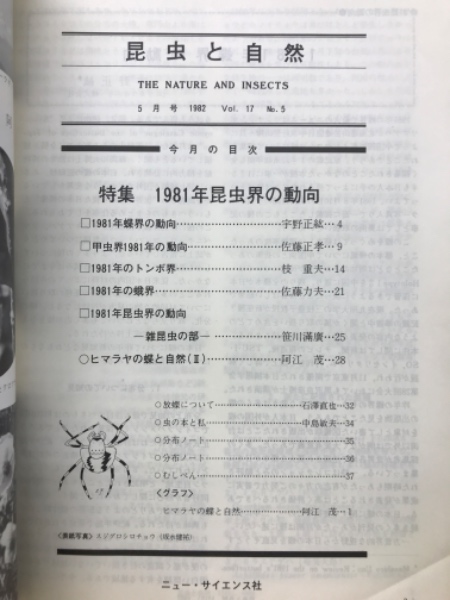 昆虫と自然
THE NATURE AND INSECTS
5月号 1982 Vol. 17 No. 5
今月の目次
特集 1981年昆虫界の動向
□1981年蝶界の動向…………………………宇野正紘…4
□甲虫界1981年の動向………………………佐藤正孝…9
□1981年のトンボ界…………………………枝 重夫…14
□1981年の蛾界………………………………佐藤力夫…21
□1981年昆虫界の動向
―雑昆虫の部― ………………笹川満廣…25
○ヒマラヤの蝶と自然(Ⅱ)…………………阿江 茂…28
○放蝶について……………………石澤直也…32
○虫の本と私………………………中島敏夫…34
○分布ノート……………………………………35
○分布ノート……………………………………36
○むしぺん………………………………………37
〈グラフ〉
ヒマラヤの蝶と自然………………阿江 茂…1
〈表紙写真〉ネジグロトロチョウ
ニュー・サイエンス社